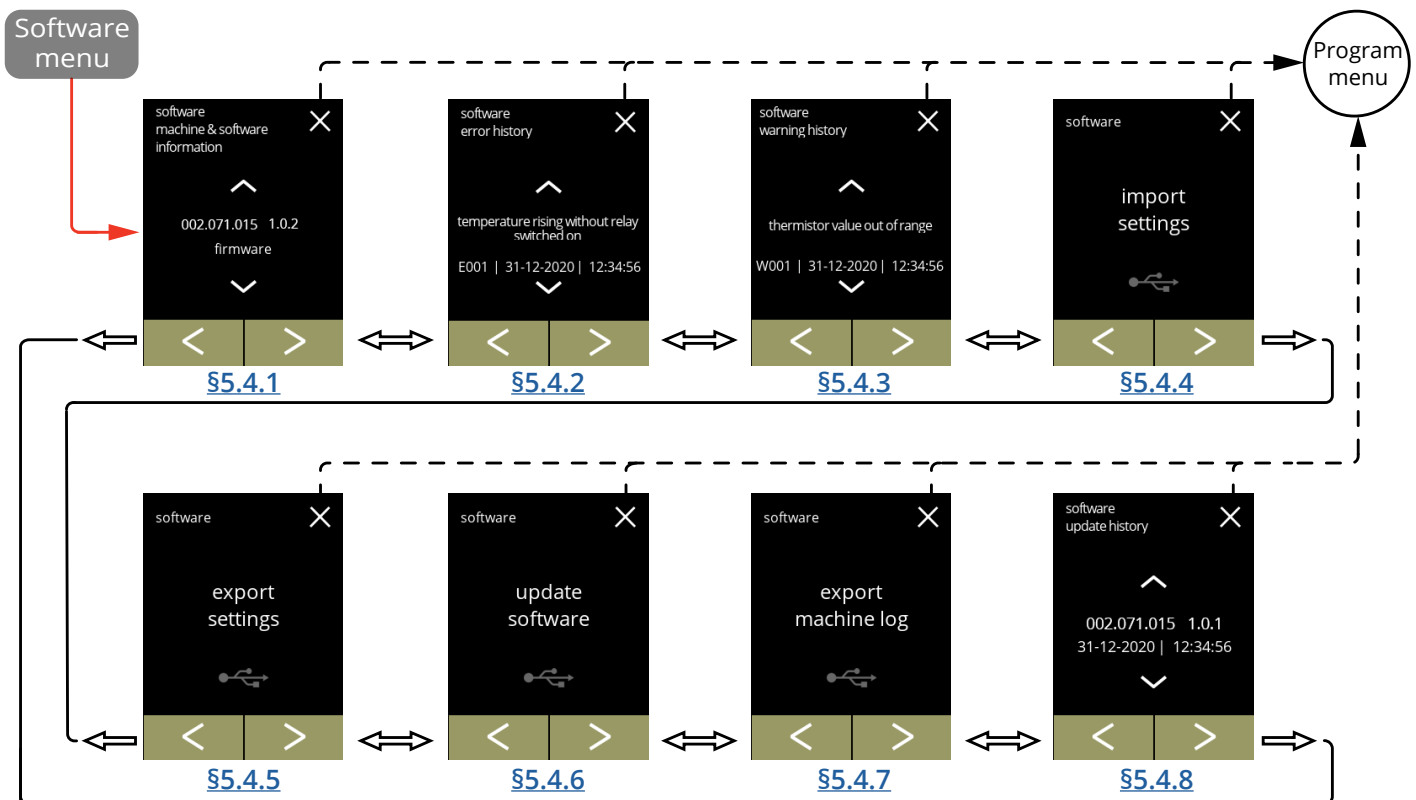 Software
menu
Program
menu
software
machine & software
information
002.071.015 1.0.2
firmware
§5.4.1
software
error history
temperature rising without relay
switched on
E001 | 31-12-2020 | 12:34:56
§5.4.2
software
warning history
thermistor value out of range
W001 | 31-12-2020 | 12:34:56
§5.4.3
software
import
settings
§5.4.4
software
export
settings
§5.4.5
software
update
software
§5.4.6
software
export
machine log
§5.4.7
software
update history
002.071.015 1.0.1
31-12-2020 | 12:34:56
§5.4.8